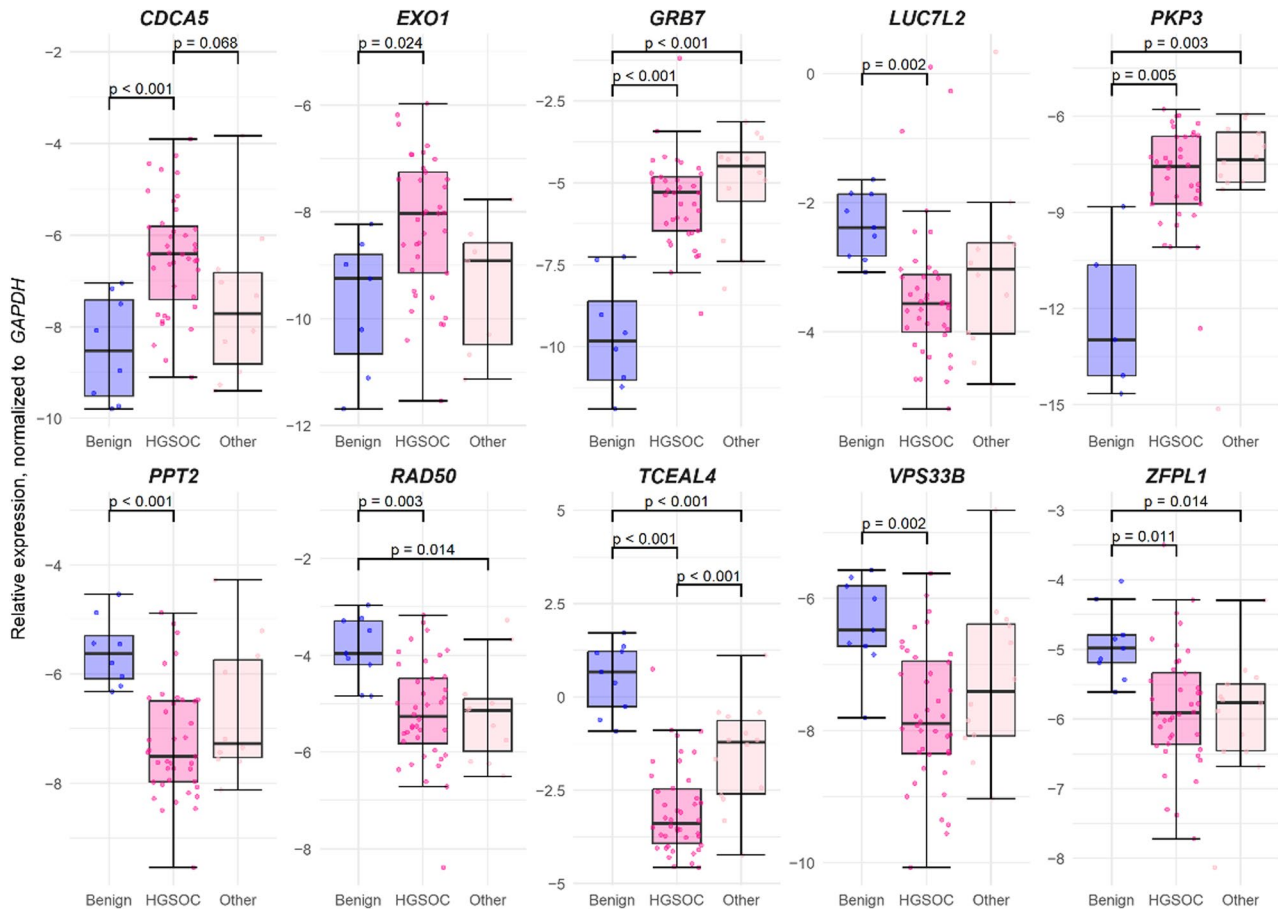 CDCA5 EXO1 GRB7 LUC7L2 PKP3
Relative expression, normalized to GAPDH
−2
−4
−6
−8
−10
p = 0.068
p < 0.001
Benign HGSOC Other
−6
−8
−10
−12
p = 0.024
Benign HGSOC Other
−2.5
−5.0
−7.5
−10
p < 0.001
p < 0.001
Benign HGSOC Other
0
−2
−4
p = 0.002
Benign HGSOC Other
−6
−9
−12
−15
p = 0.003
p = 0.005
Benign HGSOC Other
PPT2 RAD50 TCEAL4 VPS33B ZFPL1
−4
−6
−8
p < 0.001
Benign HGSOC Other
−2
−4
−6
−8
p = 0.003
p = 0.014
Benign HGSOC Other
5
2.5
0
−2.5
−5
p < 0.001
p < 0.001
p < 0.001
Benign HGSOC Other
−6
−8
−10
p = 0.002
Benign HGSOC Other
−3
−4
−5
−6
−7
−8
p = 0.014
p = 0.011
Benign HGSOC Other